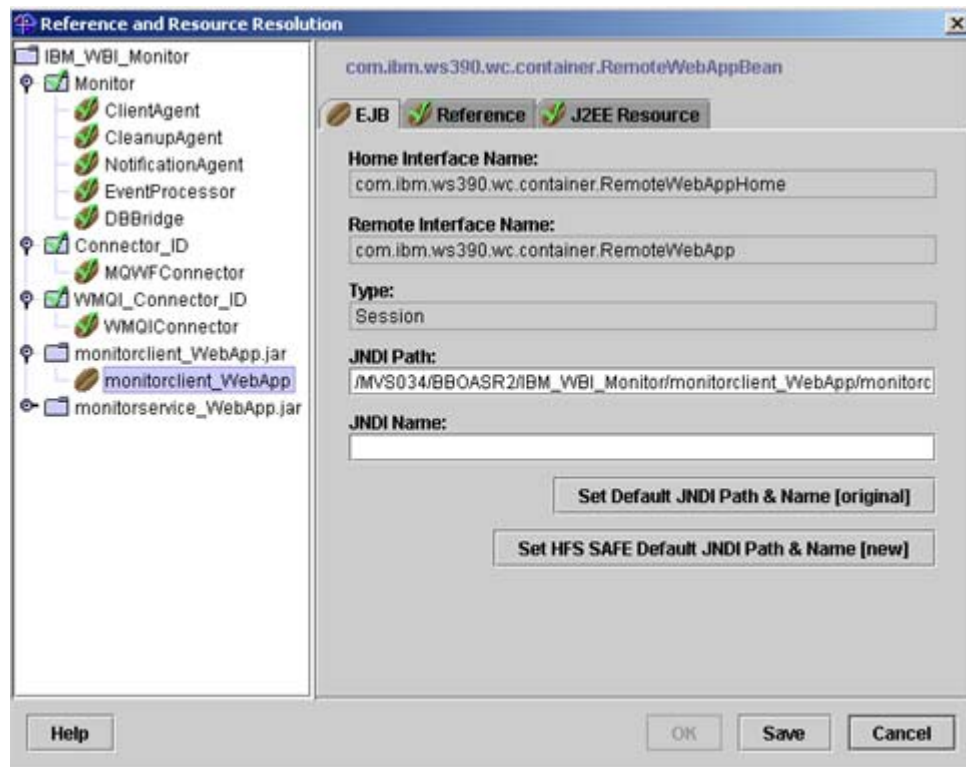 Reference and Resource Resolution
IBM_WBI_Monitor
Monitor
ClientAgent
CleanupAgent
NotificationAgent
EventProcessor
DBBridge
Connector_ID
MQWFConnector
WMQI_Connector_ID
WMQIConnector
monitorclient_WebApp.jar
monitorclient_WebApp
monitorservice_WebApp.jar
com.ibm.ws390.wc.container.RemoteWebAppBean
EJB Reference J2EE Resource
Home Interface Name:
com.ibm.ws390.wc.container.RemoteWebAppHome
Remote Interface Name:
com.ibm.ws390.wc.container.RemoteWebApp
Type:
Session
JNDI Path:
/MVS034/BBOASR2/IBM_WBI_Monitor/monitorclient_WebApp/monitorc
JNDI Name:
Set Default JNDI Path & Name [original]
Set HFS SAFE Default JNDI Path & Name [new]
Help OK Save Cancel